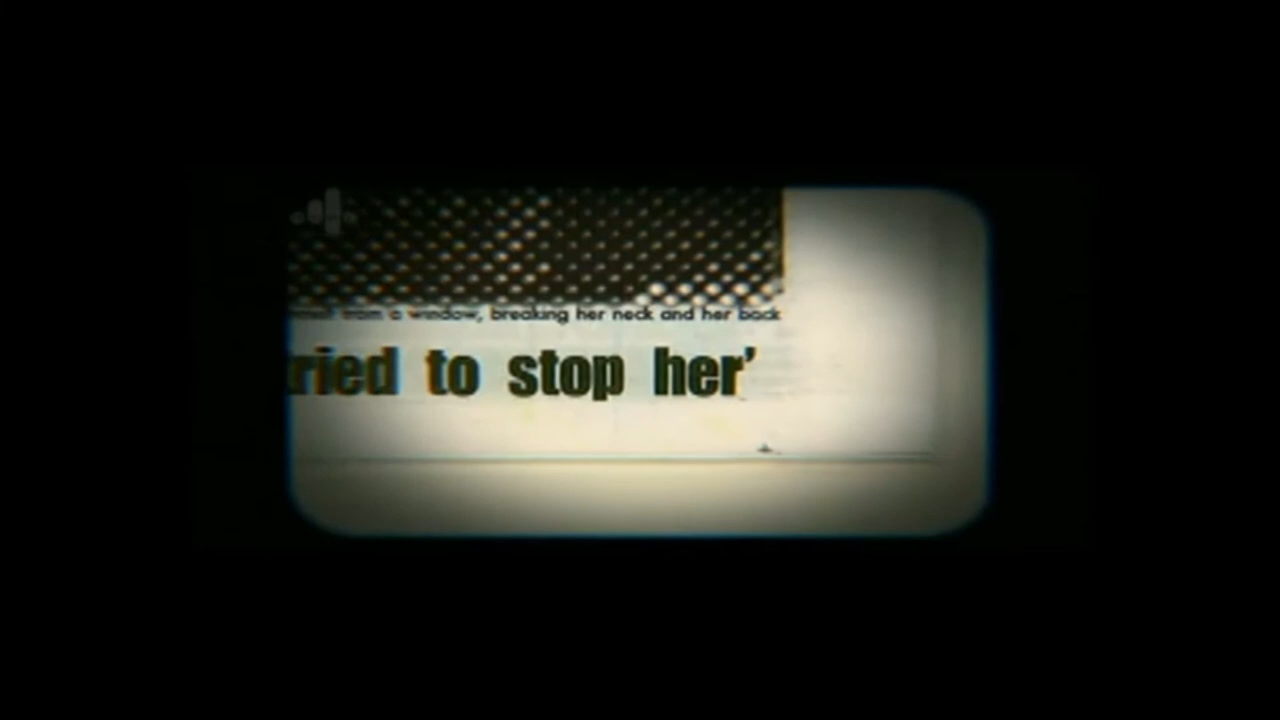 from a window, breaking her neck and her back
ried to stop her’